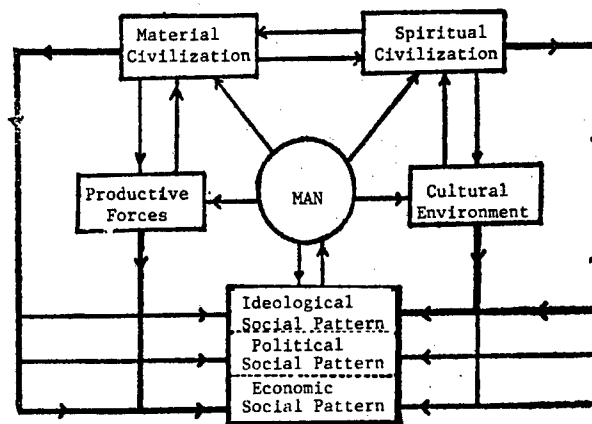 Material
Civilization
Spiritual
Civilization
Productive
Forces
MAN
Cultural
Environment
Ideological
Social Pattern
Political
Social Pattern
Economic
Social Pattern